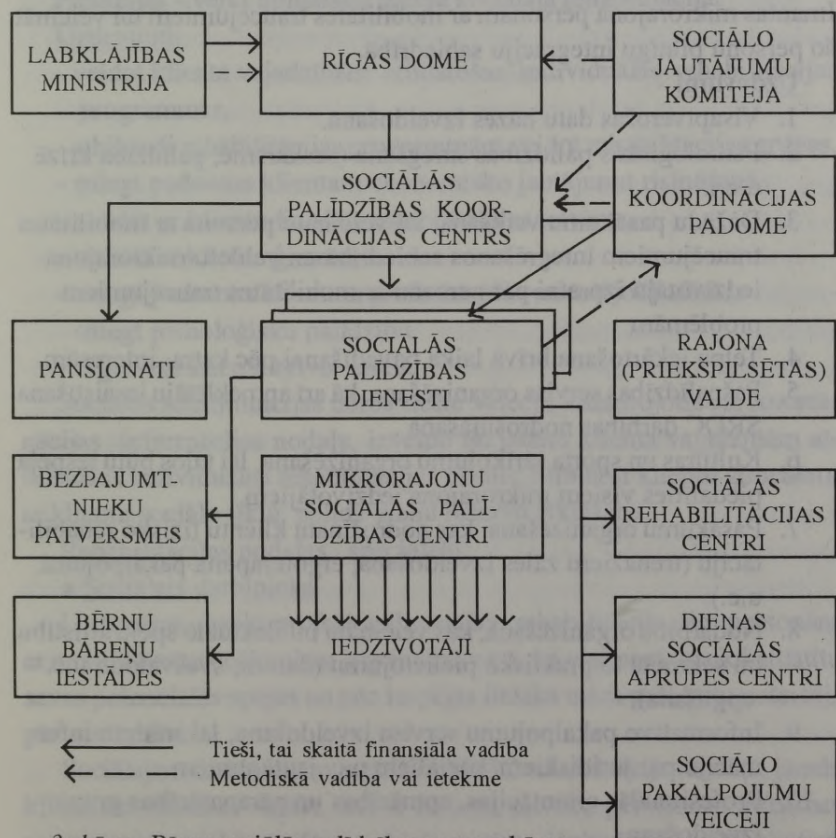 LABKLĀJĪBAS
MINISTRIJA
RĪGAS DOME
SOCIĀLO
JAUTĀJUMU
KOMITEJA
SOCIĀLĀS
PALĪDZĪBAS KOOR-
DINĀCIJAS CENTRS
KOORDINĀCIJAS
PADOME
PANSIONĀTI
SOCIĀLĀS
PALĪDZĪBAS
DIENESTI
RAJONA
(PRIEKŠPILSĒTAS)
VALDE
BEZPAJUMT-
NIEKU
PATVERSMES
MIKRORAJONU
SOCIĀLĀS PALĪ-
DZĪBAS CENTRI
SOCIĀLĀS
REHABILITĀCIJAS
CENTRI
BĒRNU
BĀREŅU
IESTĀDES
IEDZĪVOTĀJI
DIENAS
SOCIĀLĀS
APRŪPES CENTRI
Tieši, tai skaitā finansiāla vadība
Metodiskā vadība vai ietekme
SOCIĀLO
PAKALPOJUMU
VEICĒJI